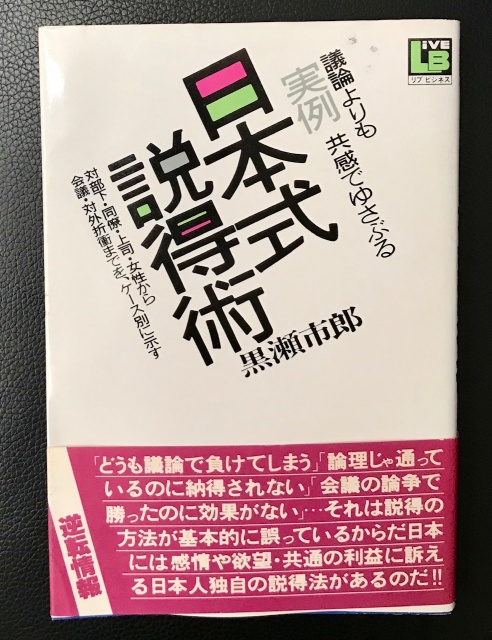 LiVE
LB
リブ ビジネス
議論よりも
共感でゆさぶる
実例
日本式
説得術
対部下・同僚・上司・女性から
会議・対外折衝までを、ケース別に示す
黒瀬市郎
「どうも議論で負けてしまう」「論理じゃ通って
いるのに納得されない」「会議の論争で
勝ったのに効果がない」…それは説得の
方法が基本的に誤っているからだ日本
には感情や欲望・共通の利益に訴え
る日本人独自の説得法があるのだ!!
逆転情報